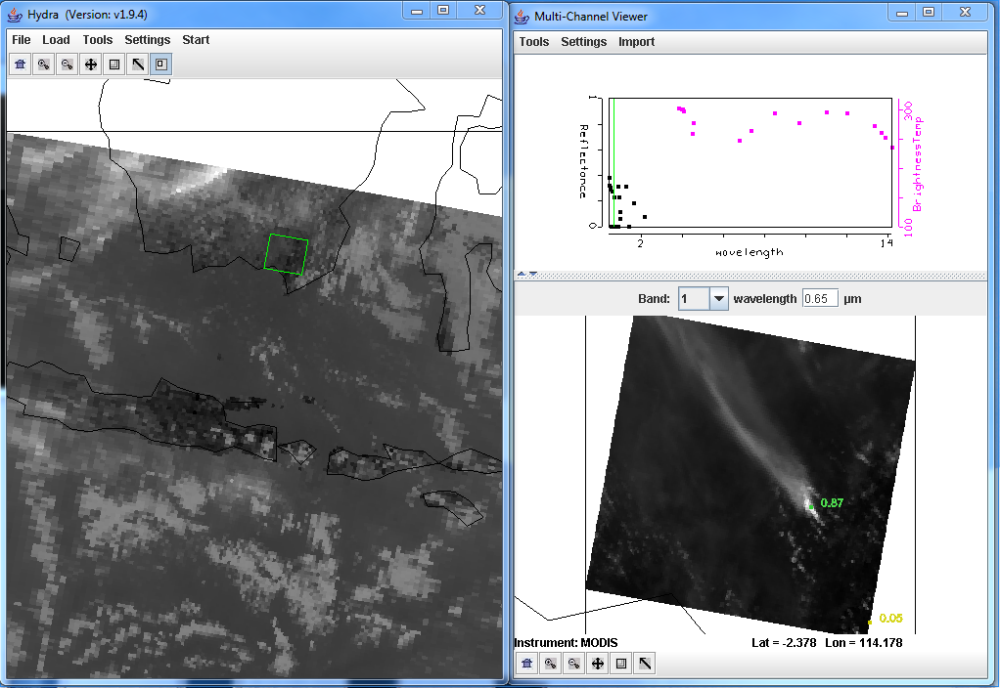 Hydra (Version: v1.9.4)
File Load Tools Settings Start
Multi-Channel Viewer
Tools Settings Import
1
Reflectance
0
300
BrightnessTemp
100
2
14
wavelength
Band: 1 wavelength 0.65 µm
0.87
0.05
Instrument: MODIS Lat = -2.378 Lon = 114.178